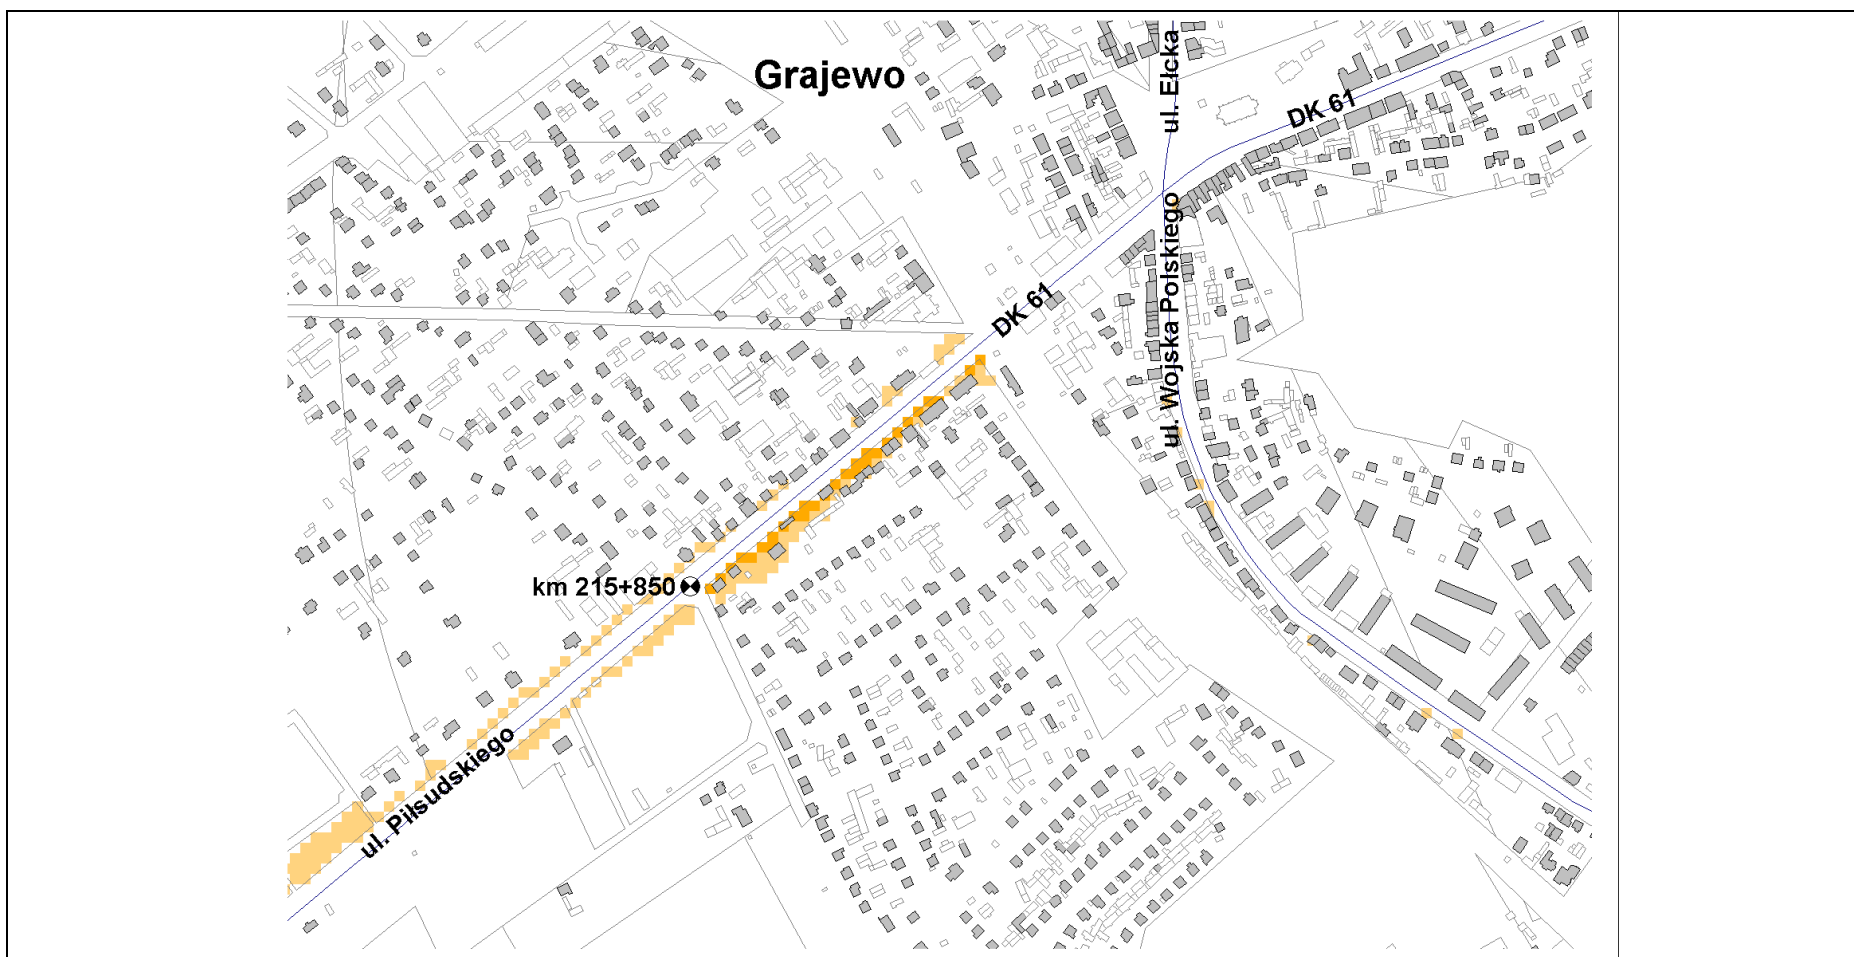 Grajewo
ul. Ełcka
DK 61
ul. Wojska Polskiego
DK 61
km 215+850
ul. Piłsudskiego